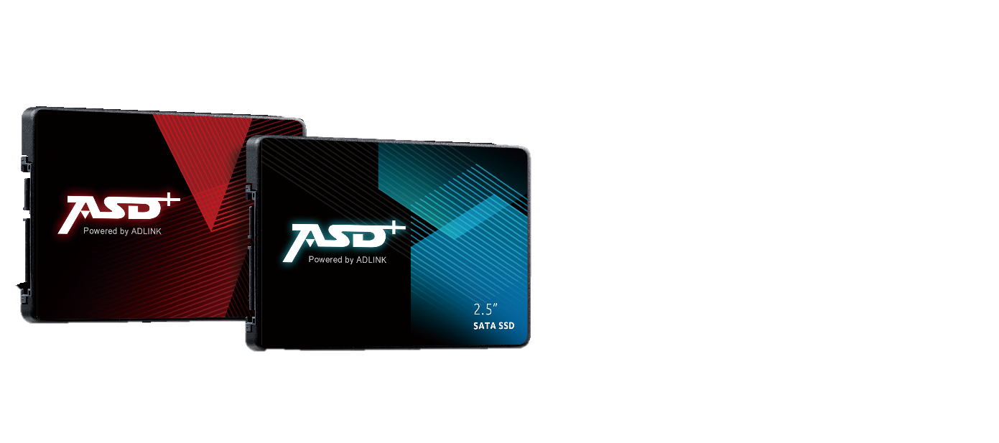 ASD+
Powered by ADLINK
ASD+
Powered by ADLINK
2.5"
SATA SSD